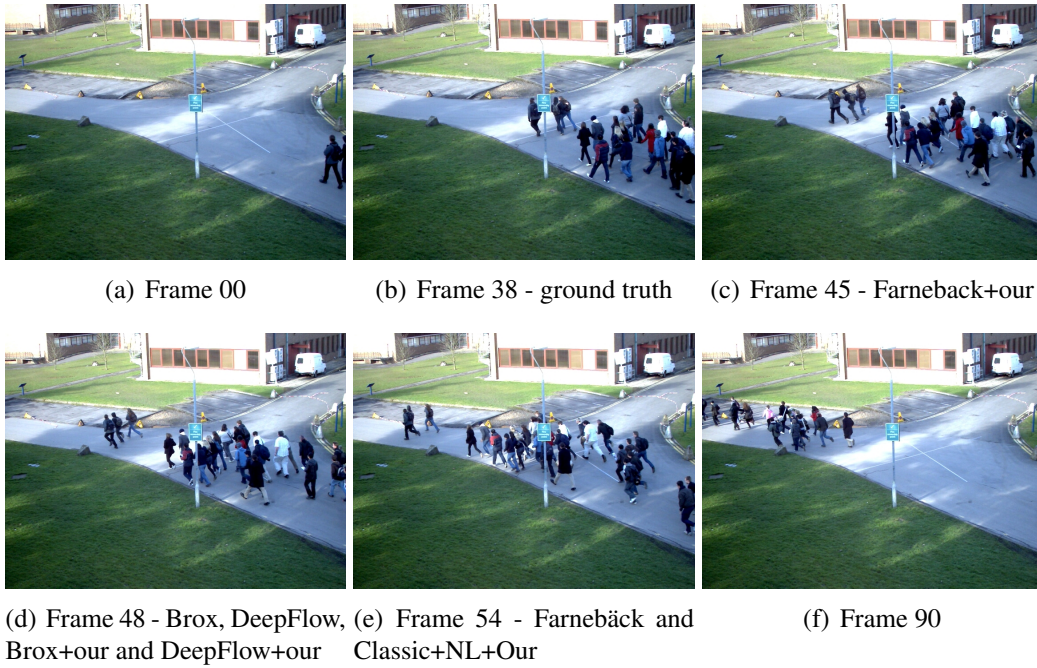 (a) Frame 00
(b) Frame 38 - ground truth
(c) Frame 45 - Farneback+our
(d) Frame 48 - Brox, DeepFlow,
Brox+our and DeepFlow+our
(e) Frame 54 - Farnebäck and
Classic+NL+Our
(f) Frame 90